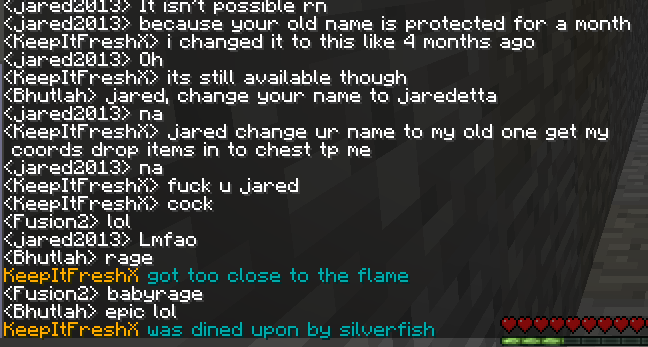 <jared2013> It isn't possible rn
<jared2013> because your old name is protected for a month
<KeepItFreshX> i changed it to this like 4 months ago
<jared2013> Oh
<KeepItFreshX> its still available though
<Bhutlah> jared, change your name to jaredetta
<jared2013> na
<KeepItFreshX> jared change ur name to my old one get my
coords drop items in to chest tp me
<jared2013> na
<KeepItFreshX> fuck u jared
<KeepItFreshX> cock
<Fusion2> lol
<jared2013> Lmfao
<Bhutlah> rage
KeepItFreshX got too close to the flame
<Fusion2> babyrage
<Bhutlah> epic lol
KeepItFreshX was dined upon by silverfish